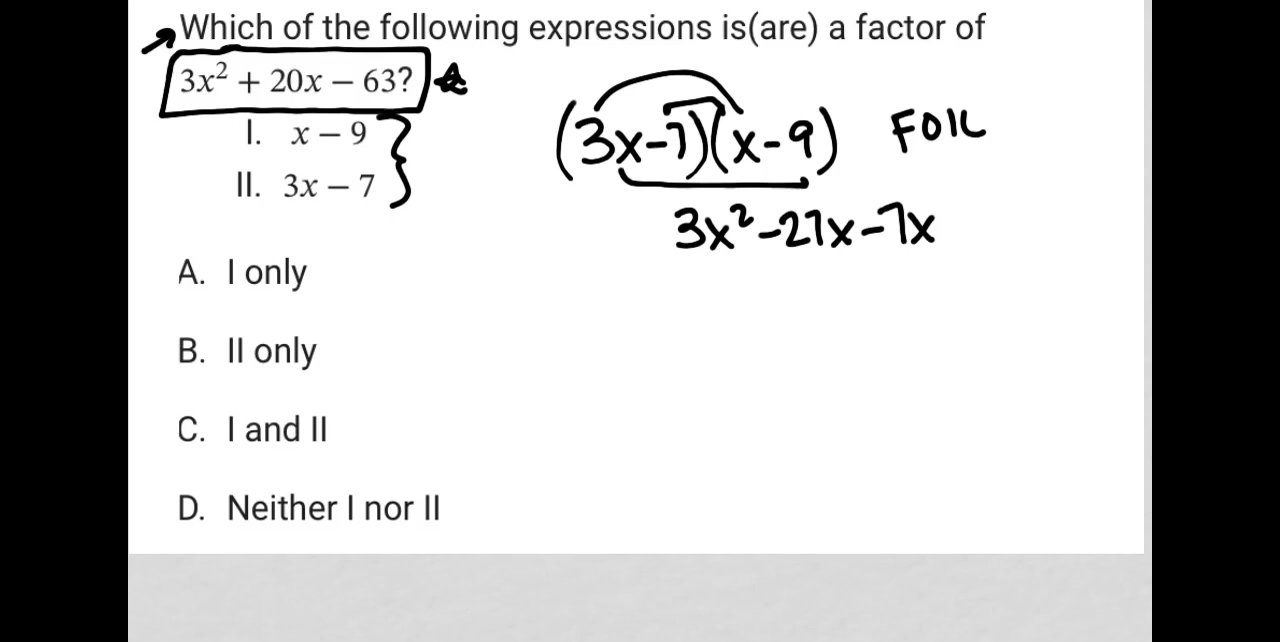 Which of the following expressions is(are) a factor of
3x² + 20x − 63?
I. x − 9
II. 3x − 7
(3x-7)(x-9) FOIL
3x²-27x-7x
A. I only
B. II only
C. I and II
D. Neither I nor II